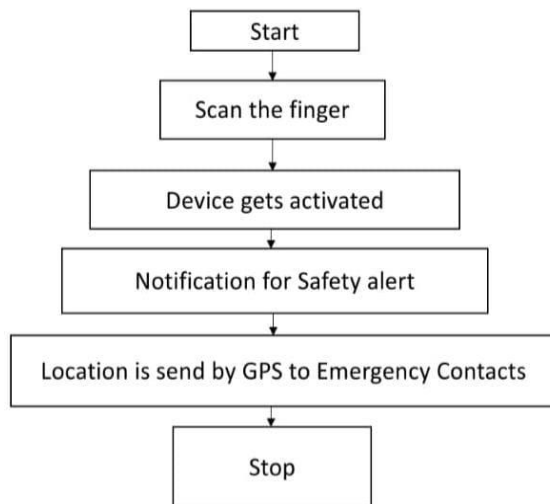 Start
Scan the finger
Device gets activated
Notification for Safety alert
Location is send by GPS to Emergency Contacts
Stop